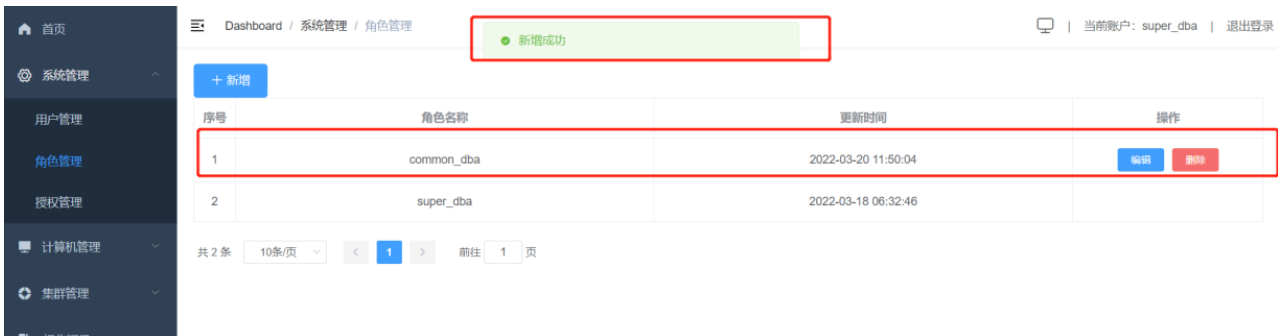 首页
Dashboard / 系统管理 / 角色管理
新增成功
| 当前账户：super_dba | 退出登录
系统管理
用户管理
角色管理
授权管理
计算机管理
集群管理
+ 新增
序号 角色名称 更新时间 操作
1 common_dba 2022-03-20 11:50:04 编辑 删除
2 super_dba 2022-03-18 06:32:46
共 2 条 10条/页 < 1 > 前往 1 页